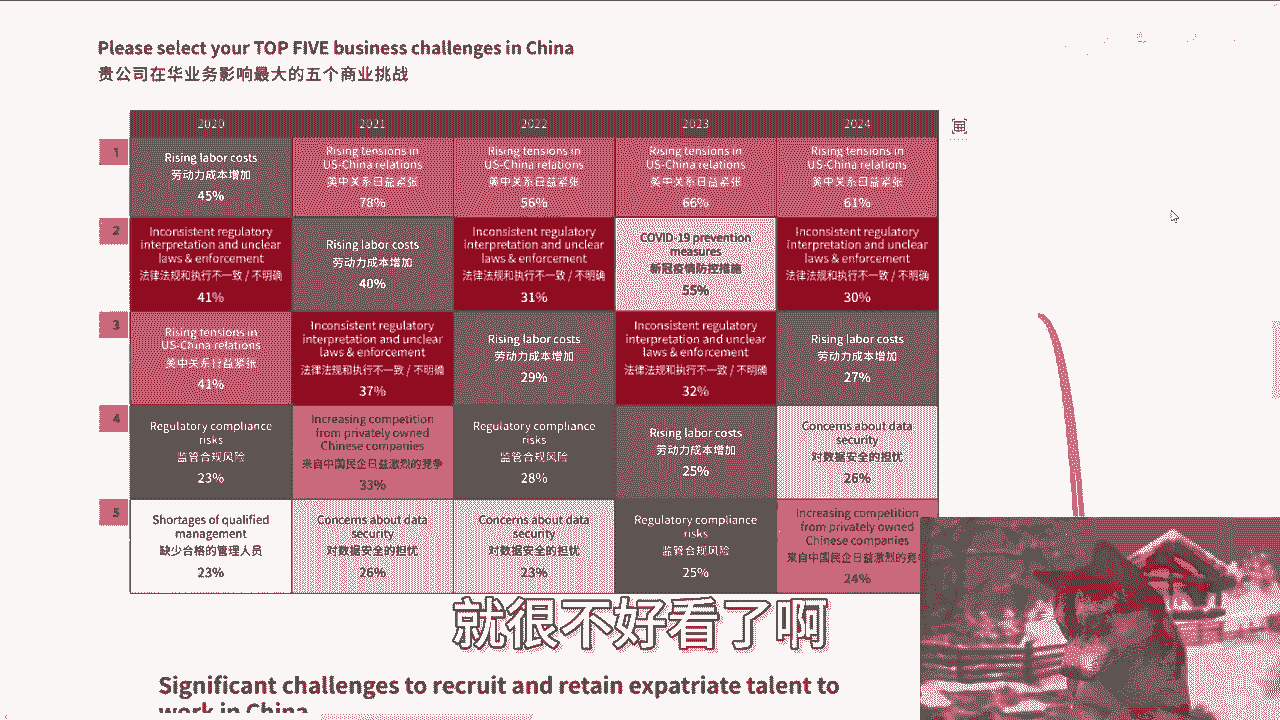 Please select your TOP FIVE business challenges in China
贵公司在华业务影响最大的五个商业挑战
2020
2021
2022
2023
2024
1
Rising labor costs
劳动力成本增加
45%
Rising tensions in
US-China relations
美中关系日益紧张
78%
Rising tensions in
US-China relations
美中关系日益紧张
56%
Rising tensions in
US-China relations
美中关系日益紧张
66%
Rising tensions in
US-China relations
美中关系日益紧张
61%
2
Inconsistent regulatory
interpretation and unclear
laws & enforcement
法律法规和执行不一致 / 不明确
41%
Rising labor costs
劳动力成本增加
40%
Inconsistent regulatory
interpretation and unclear
laws & enforcement
法律法规和执行不一致 / 不明确
31%
COVID-19 prevention
measures
新冠疫情防控措施
55%
Inconsistent regulatory
interpretation and unclear
laws & enforcement
法律法规和执行不一致 / 不明确
30%
3
Rising tensions in
US-China relations
美中关系日益紧张
41%
Inconsistent regulatory
interpretation and unclear
laws & enforcement
法律法规和执行不一致 / 不明确
37%
Rising labor costs
劳动力成本增加
29%
Inconsistent regulatory
interpretation and unclear
laws & enforcement
法律法规和执行不一致 / 不明确
32%
Rising labor costs
劳动力成本增加
27%
4
Regulatory compliance
risks
监管合规风险
23%
Increasing competition
from privately owned
Chinese companies
来自中国民企日益激烈的竞争
33%
Regulatory compliance
risks
监管合规风险
28%
Rising labor costs
劳动力成本增加
25%
Concerns about data
security
对数据安全的担忧
26%
5
Shortages of qualified
management
缺少合格的管理人员
23%
Concerns about data
security
对数据安全的担忧
26%
Concerns about data
security
对数据安全的担忧
23%
Regulatory compliance
risks
监管合规风险
25%
Increasing competition
from privately owned
Chinese companies
来自中国民企日益激烈的竞
24%
就很不好看了啊
Significant challenges to recruit and retain expatriate talent to
work in China